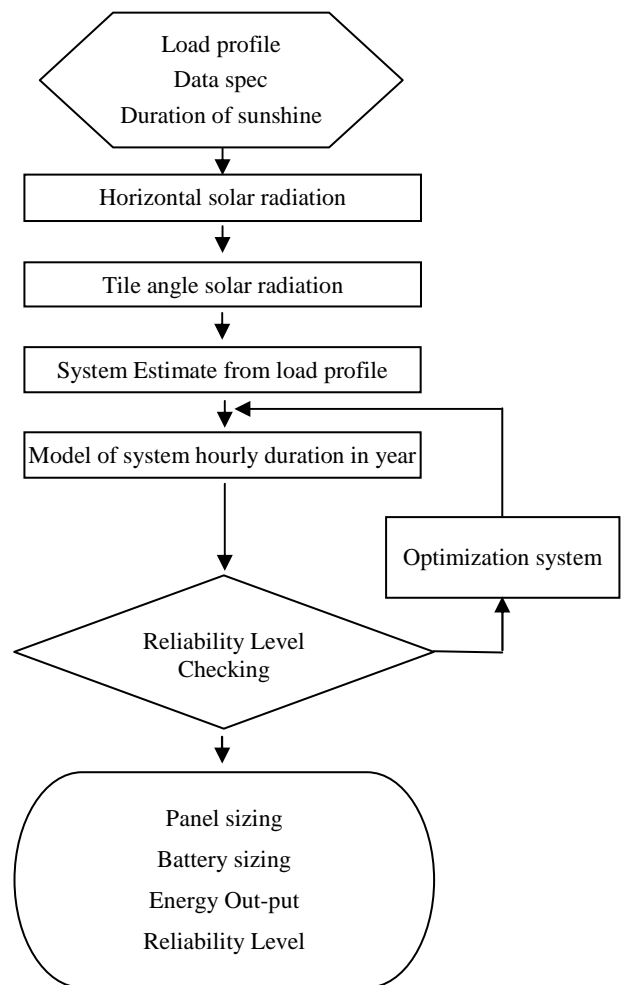 Load profile
Data spec
Duration of sunshine
Horizontal solar radiation
Tile angle solar radiation
System Estimate from load profile
Model of system hourly duration in year
Optimization system
Reliability Level
Checking
Panel sizing
Battery sizing
Energy Out-put
Reliability Level